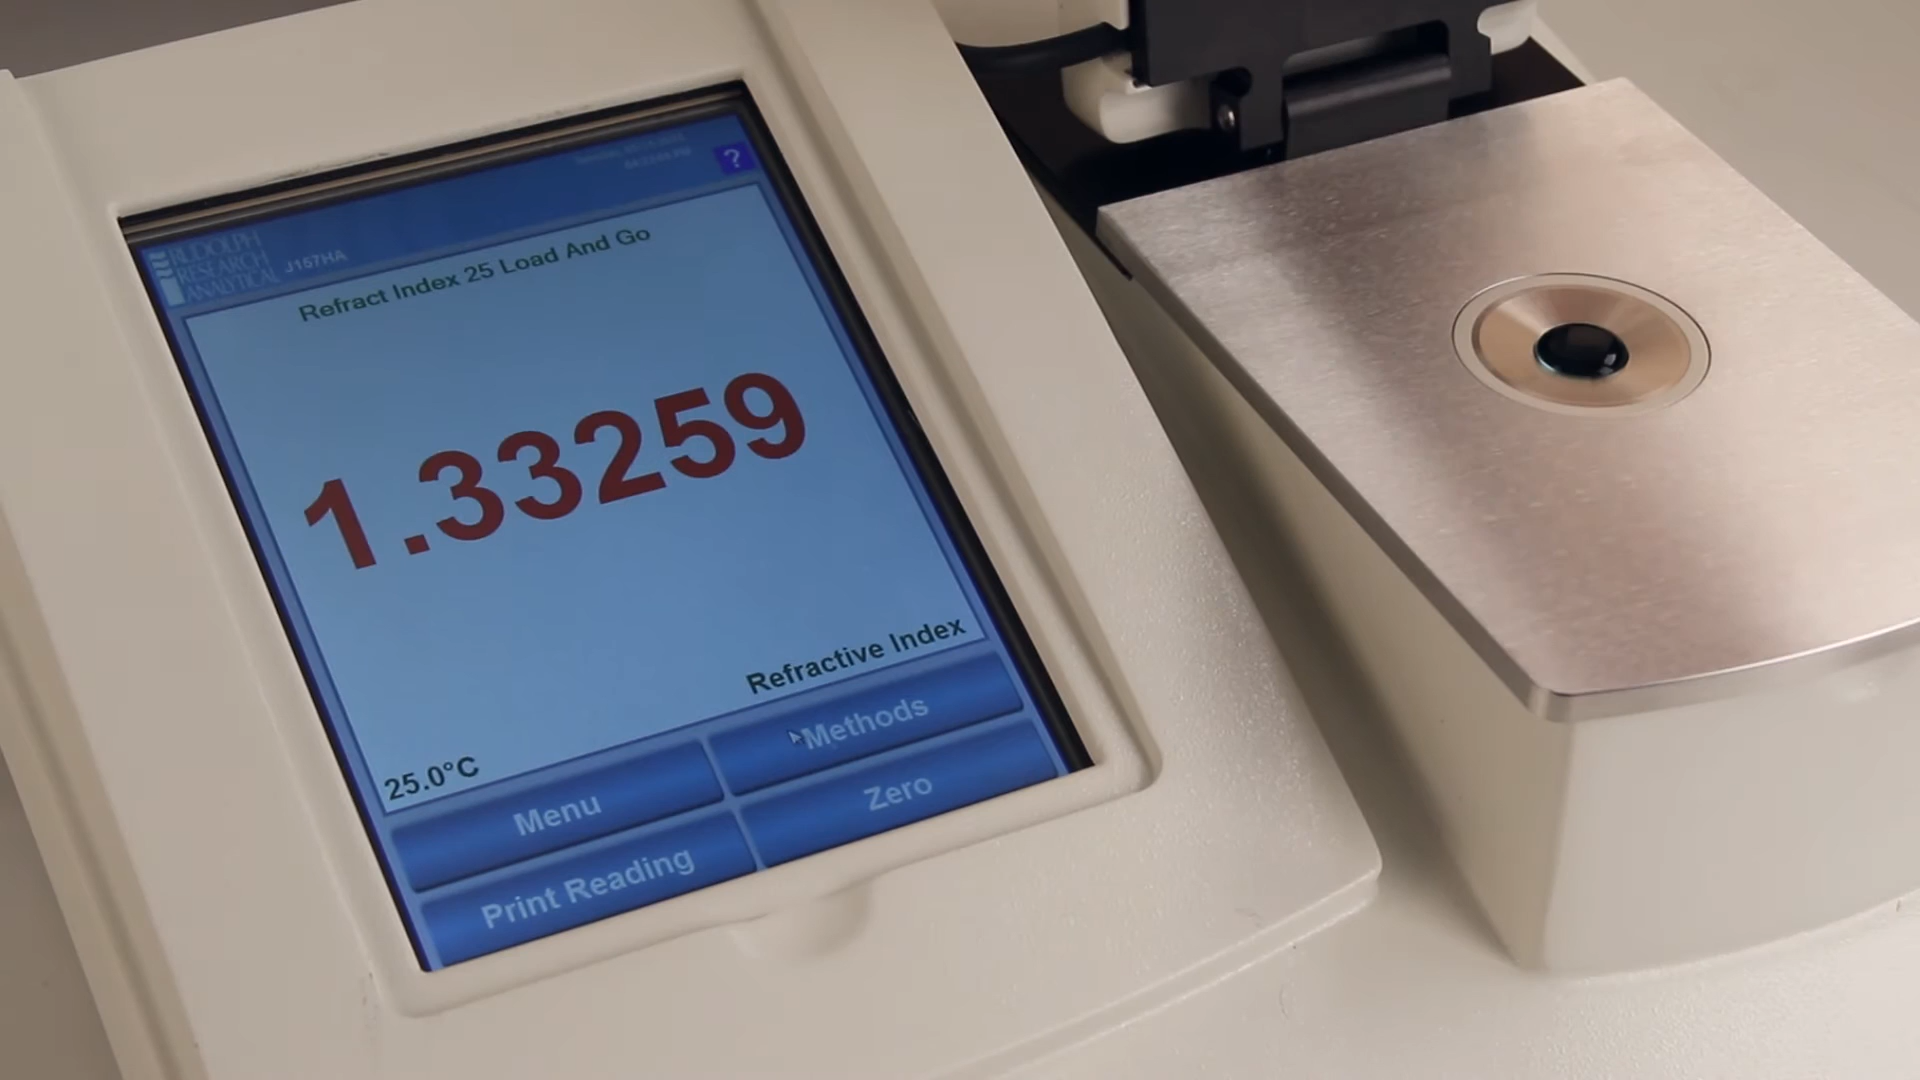 ?
RUDOLPH
RESEARCH
ANALYTICAL J157HA
Refract Index 25 Load And Go
1.33259
Refractive Index
25.0°C
Menu
Methods
Print Reading
Zero